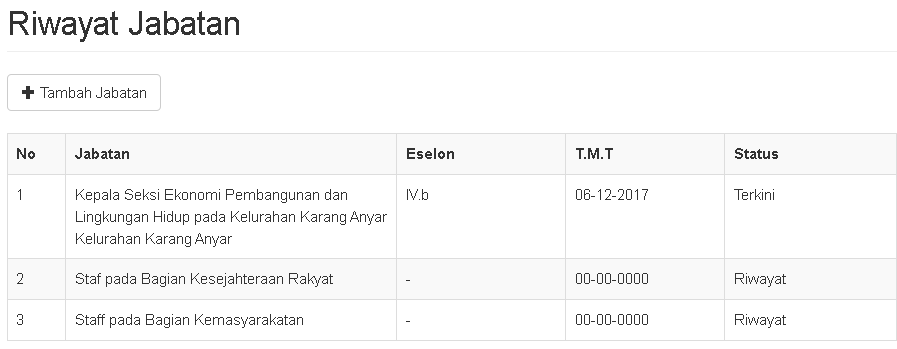 Riwayat Jabatan
Tambah Jabatan
No Jabatan Eselon T.M.T Status
1 Kepala Seksi Ekonomi Pembangunan dan IV.b 06-12-2017 Terkini
Lingkungan Hidup pada Kelurahan Karang Anyar
Kelurahan Karang Anyar
2 Staf pada Bagian Kesejahteraan Rakyat - 00-00-0000 Riwayat
3 Staff pada Bagian Kemasyarakatan - 00-00-0000 Riwayat